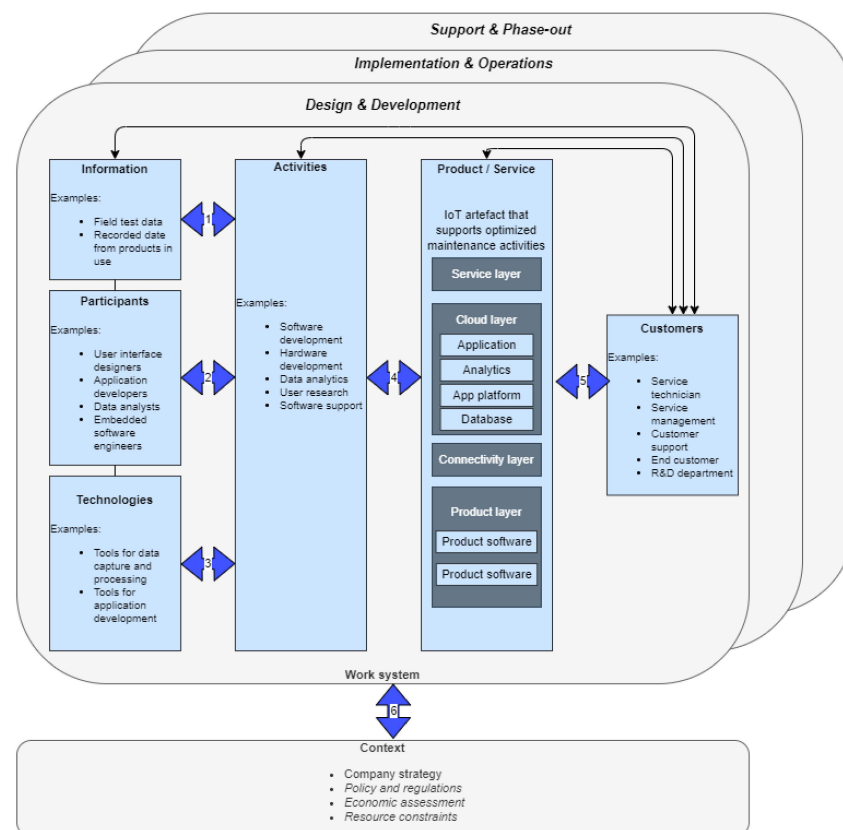 Support & Phase-out
Implementation & Operations
Design & Development
Information
Examples:
Field test data
Recorded date
from products in
use
Participants
Examples:
User interface
designers
Application
developers
Data analysts
Embedded
software
engineers
Technologies
Examples:
Tools for data
capture and
processing
Tools for
application
development
1
2
3
Activities
Examples:
Software
development
Hardware
development
Data analytics
User research
Software support
4
Product / Service
IoT artefact that
supports optimized
maintenance activities
Service layer
Cloud layer
Application
Analytics
App platform
Database
Connectivity layer
Product layer
Product software
Product software
5
Customers
Examples:
Service
technician
Service
management
Customer
support
End customer
R&D department
Work system
6
Context
Company strategy
Policy and regulations
Economic assessment
Resource constraints